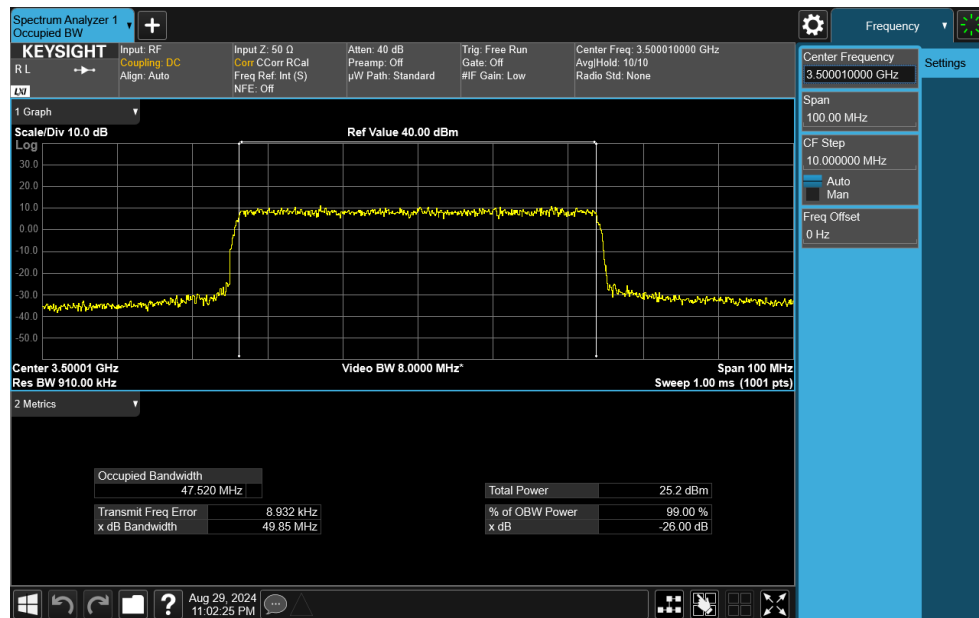 Spectrum Analyzer 1
Occupied BW
Frequency
KEYSIGHT
R L
LXI
Input: RF
Coupling: DC
Align: Auto
Input Z: 50 Ω
Corr CCorr RCal
Freq Ref: Int (S)
NFE: Off
Atten: 40 dB
Preamp: Off
µW Path: Standard
Trig: Free Run
Gate: Off
#IF Gain: Low
Center Freq: 3.500010000 GHz
Avg|Hold: 10/10
Radio Std: None
Center Frequency
3.500010000 GHz
Settings
Span
100.00 MHz
CF Step
10.000000 MHz
Auto
Man
Freq Offset
0 Hz
1 Graph
Scale/Div 10.0 dB
Ref Value 40.00 dBm
Log
30.0
20.0
10.0
0.00
-10.0
-20.0
-30.0
-40.0
-50.0
Center 3.50001 GHz
Video BW 8.0000 MHz*
Span 100 MHz
Res BW 910.00 kHz
Sweep 1.00 ms (1001 pts)
2 Metrics
Occupied Bandwidth
47.520 MHz
Total Power 25.2 dBm
Transmit Freq Error 8.932 kHz
% of OBW Power 99.00 %
x dB Bandwidth 49.85 MHz
x dB -26.00 dB
?
Aug 29, 2024
11:02:25 PM